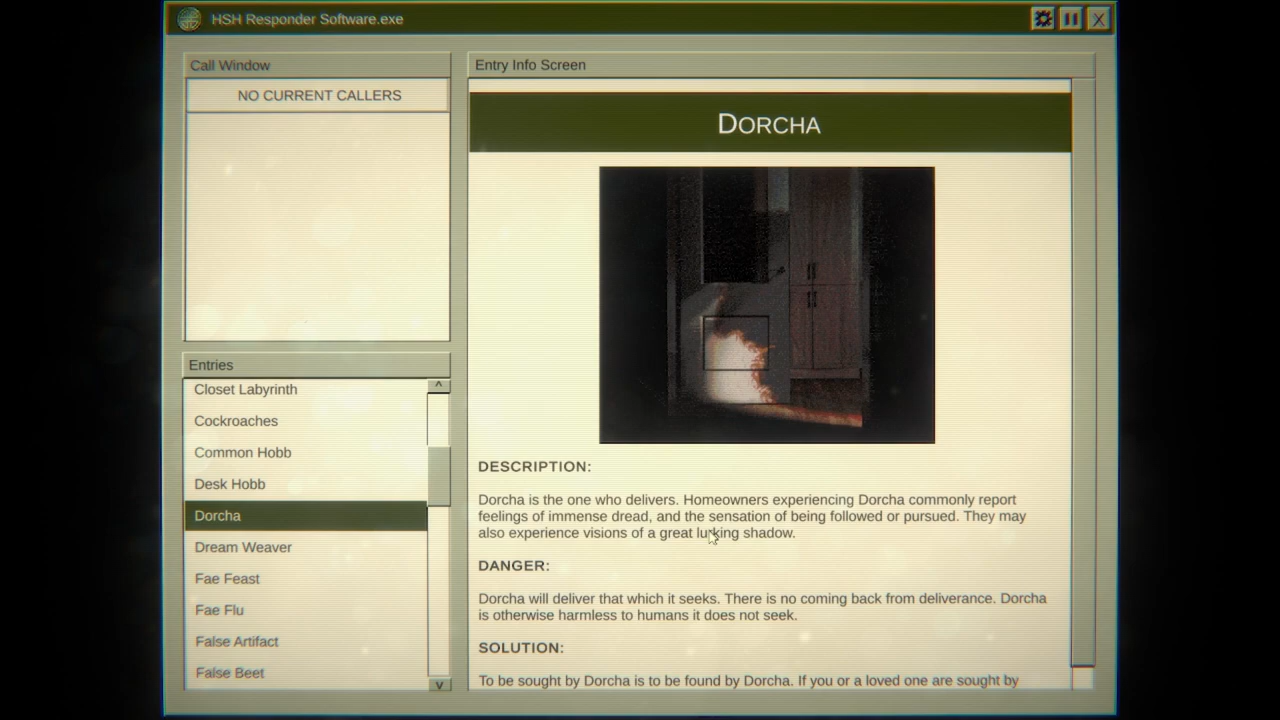 HSH Responder Software.exe
X
Call Window
NO CURRENT CALLERS
Entries
Closet Labyrinth
Cockroaches
Common Hobb
Desk Hobb
Dorcha
Dream Weaver
Fae Feast
Fae Flu
False Artifact
False Beet
Entry Info Screen
DORCHA
DESCRIPTION:
Dorcha is the one who delivers. Homeowners experiencing Dorcha commonly report
feelings of immense dread, and the sensation of being followed or pursued. They may
also experience visions of a great lurking shadow.
DANGER:
Dorcha will deliver that which it seeks. There is no coming back from deliverance. Dorcha
is otherwise harmless to humans it does not seek.
SOLUTION:
To be sought by Dorcha is to be found by Dorcha. If you or a loved one are sought by